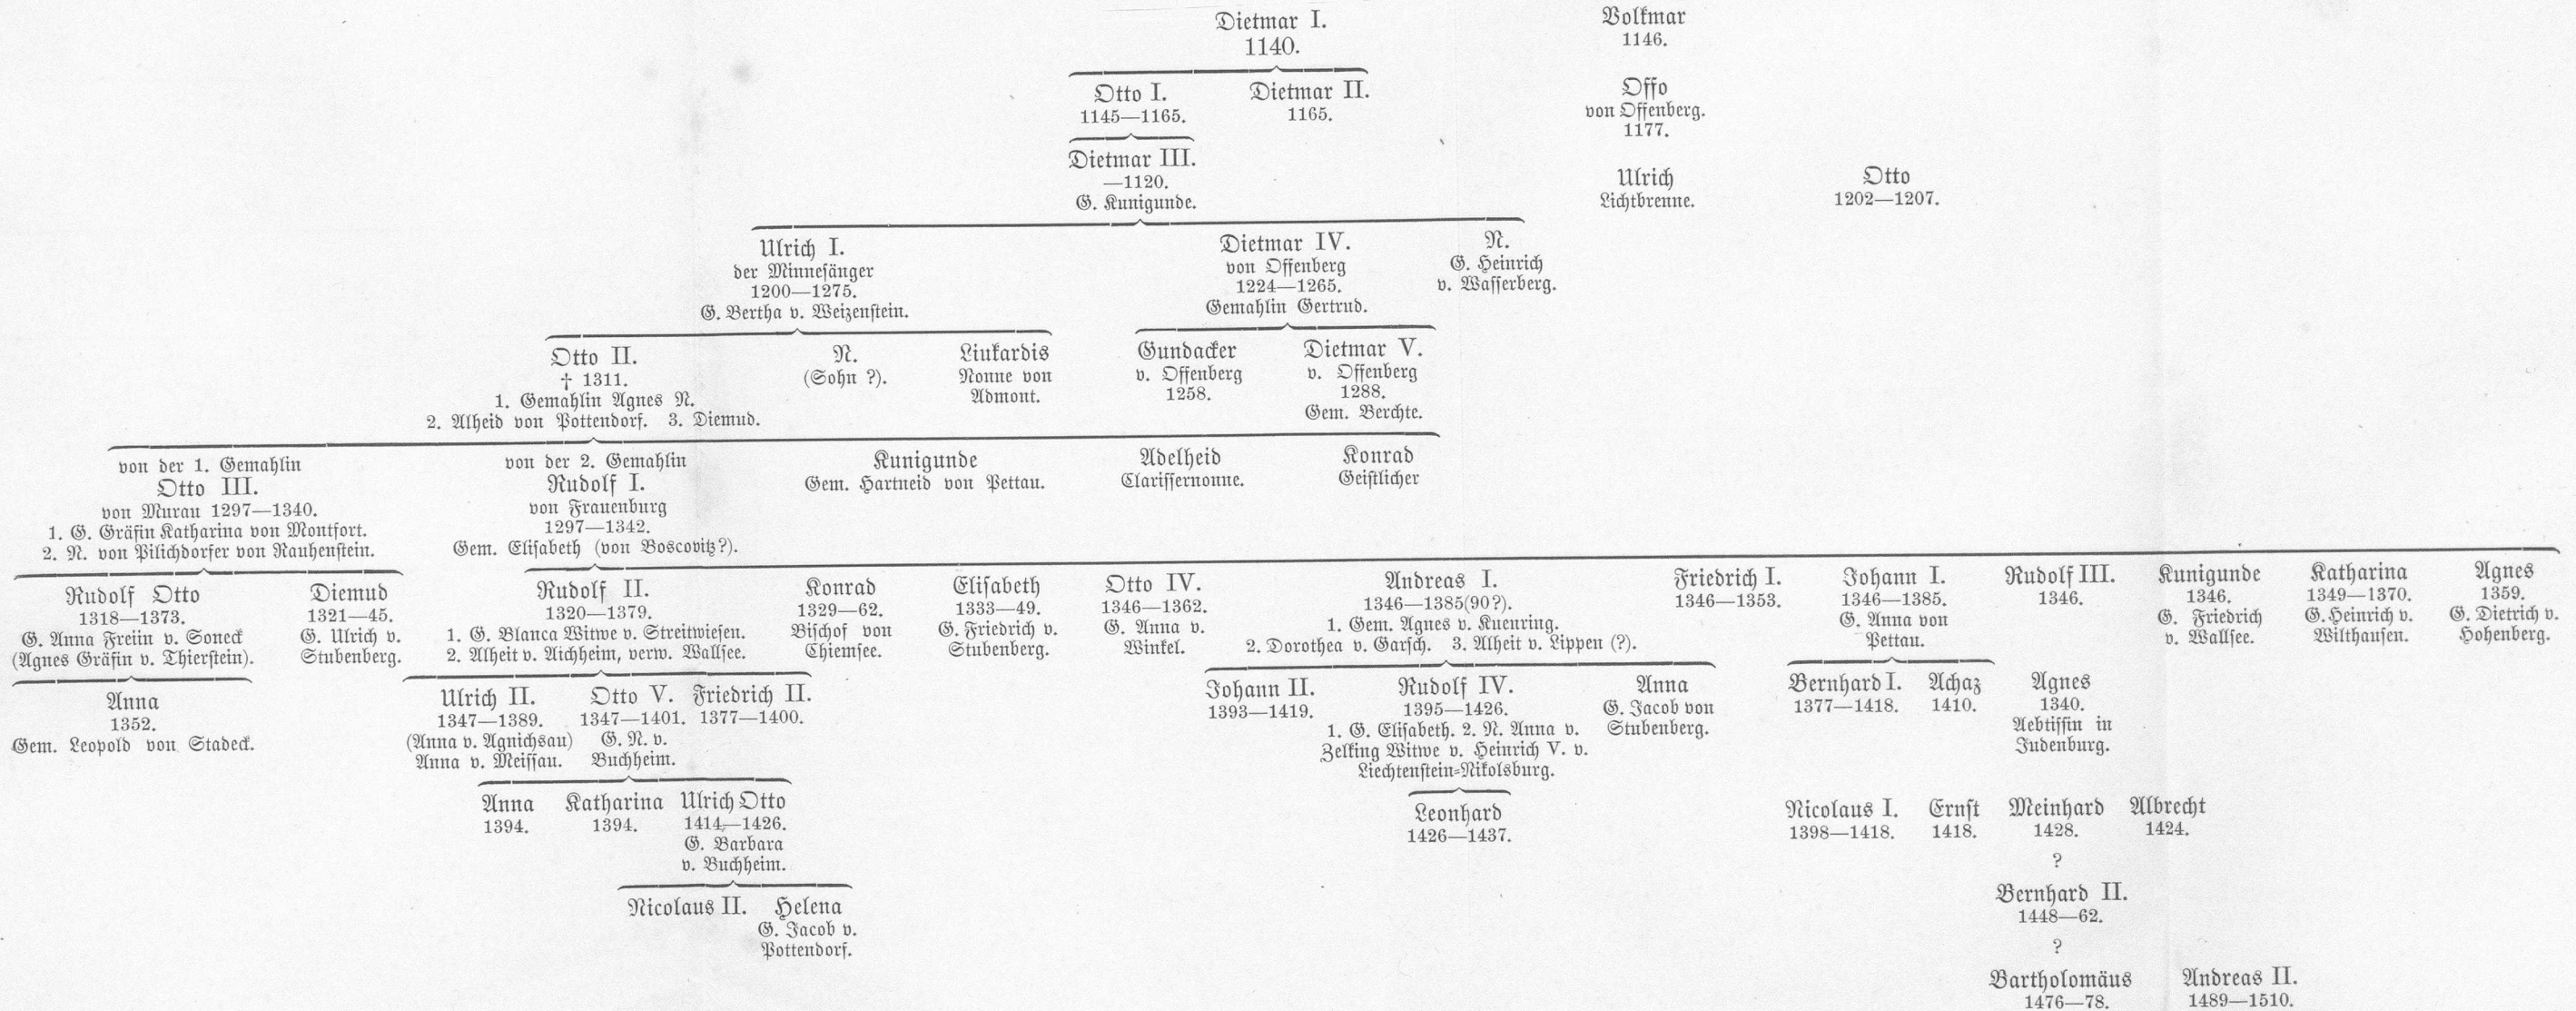 Dietmar I.
1140.
Volkmar
1146.
Otto I.
1145—1165.
Dietmar II.
1165.
Offo
von Offenberg.
1177.
Dietmar III.
—1120.
G. Kunigunde.
Ulrich
Lichtbrenne.
Otto
1202—1207.
Ulrich I.
der Minnesänger
1200—1275.
G. Bertha v. Weizenstein.
Dietmar IV.
von Offenberg
1224—1265.
Gemahlin Gertrud.
N.
G. Heinrich
v. Wasserberg.
Otto II.
† 1311.
1. Gemahlin Agnes N.
2. Alheid von Pottendorf. 3. Diemud.
N.
(Sohn ?).
Liukardis
Nonne von
Admont.
Gundacker
v. Offenberg
1258.
Dietmar V.
v. Offenberg
1288.
Gem. Berchte.
von der 1. Gemahlin
Otto III.
von Murau 1297—1340.
1. G. Gräfin Katharina von Montfort.
2. N. von Pilichdorfer von Rauhenstein.
von der 2. Gemahlin
Rudolf I.
von Frauenburg
1297—1342.
Gem. Elisabeth (von Boscovitz?).
Kunigunde
Gem. Hartneid von Pettau.
Adelheid
Clarissernonne.
Konrad
Geistlicher
Rudolf Otto
1318—1373.
G. Anna Freiin v. Soneck
(Agnes Gräfin v. Thierstein).
Diemud
1321—45.
G. Ulrich v.
Stubenberg.
Rudolf II.
1320—1379.
1. G. Blanca Witwe v. Streitwiesen.
2. Alheit v. Aichheim, verw. Wallsee.
Konrad
1329—62.
Bischof von
Chiemsee.
Elisabeth
1333—49.
G. Friedrich v.
Stubenberg.
Otto IV.
1346—1362.
G. Anna v.
Winkel.
Andreas I.
1346—1385(90?).
1. Gem. Agnes v. Kuenring.
2. Dorothea v. Garsch. 3. Alheit v. Lippen (?).
Friedrich I.
1346—1353.
Johann I.
1346—1385.
G. Anna von
Pettau.
Rudolf III.
1346.
Kunigunde
1346.
G. Friedrich
v. Wallsee.
Katharina
1349—1370.
G. Heinrich v.
Wilthausen.
Agnes
1359.
G. Dietrich v.
Hohenberg.
Anna
1352.
Gem. Leopold von Stadeck.
Ulrich II.
1347—1389.
(Anna v. Agnichsau)
Anna v. Meissau.
Otto V.
1347—1401.
G. N. v.
Buchheim.
Friedrich II.
1377—1400.
Johann II.
1393—1419.
Rudolf IV.
1395—1426.
1. G. Elisabeth. 2. N. Anna v.
Zelking Witwe v. Heinrich V. v.
Liechtenstein-Nikolsburg.
Anna
G. Jacob von
Stubenberg.
Bernhard I.
1377—1418.
Achaz
1410.
Agnes
1340.
Aebtissin in
Judenburg.
Anna
1394.
Katharina
1394.
Ulrich Otto
1414—1426.
G. Barbara
v. Buchheim.
Leonhard
1426—1437.
Nicolaus I.
1398—1418.
Ernst
1418.
Meinhard
1428.
Albrecht
1424.
?
Nicolaus II.
Helena
G. Jacob v.
Pottendorf.
Bernhard II.
1448—62.
?
Bartholomäus
1476—78.
Andreas II.
1489—1510.